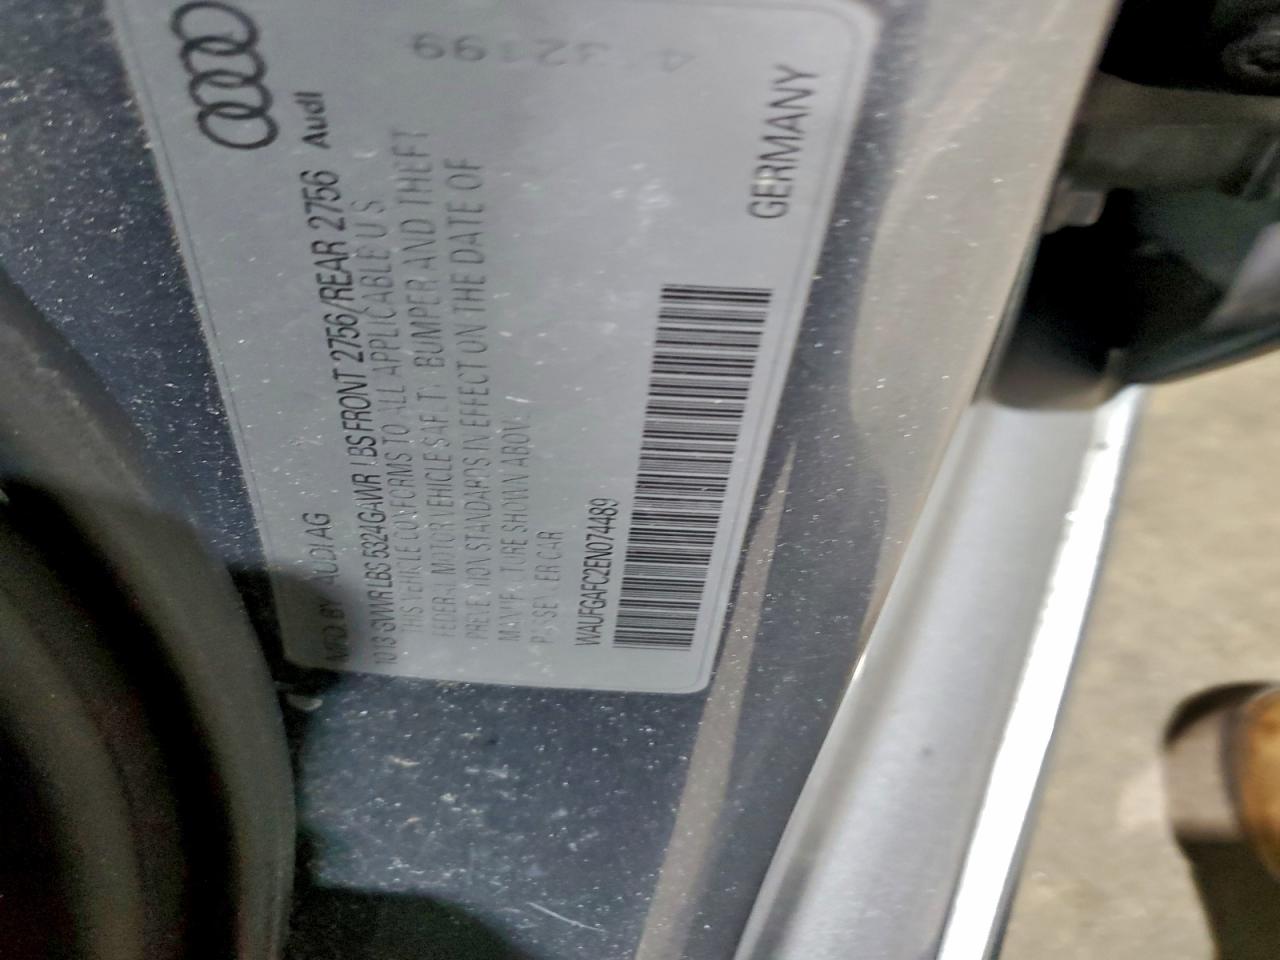 Audi
MFD BY AUDI AG
10 13 GVWR LBS 5324 GAWR LBS FRONT 2756/REAR 2756
THIS VEHICLE CONFORMS TO ALL APPLICABLE U S
FEDERAL MOTOR VEHICLE SAFETY BUMPER AND THEFT
PREVENTION STANDARDS IN EFFECT ON THE DATE OF
MANUFACTURE SHOWN ABOVE
PASSENGER CAR
WAUFGAFC2EN074489
GERMANY